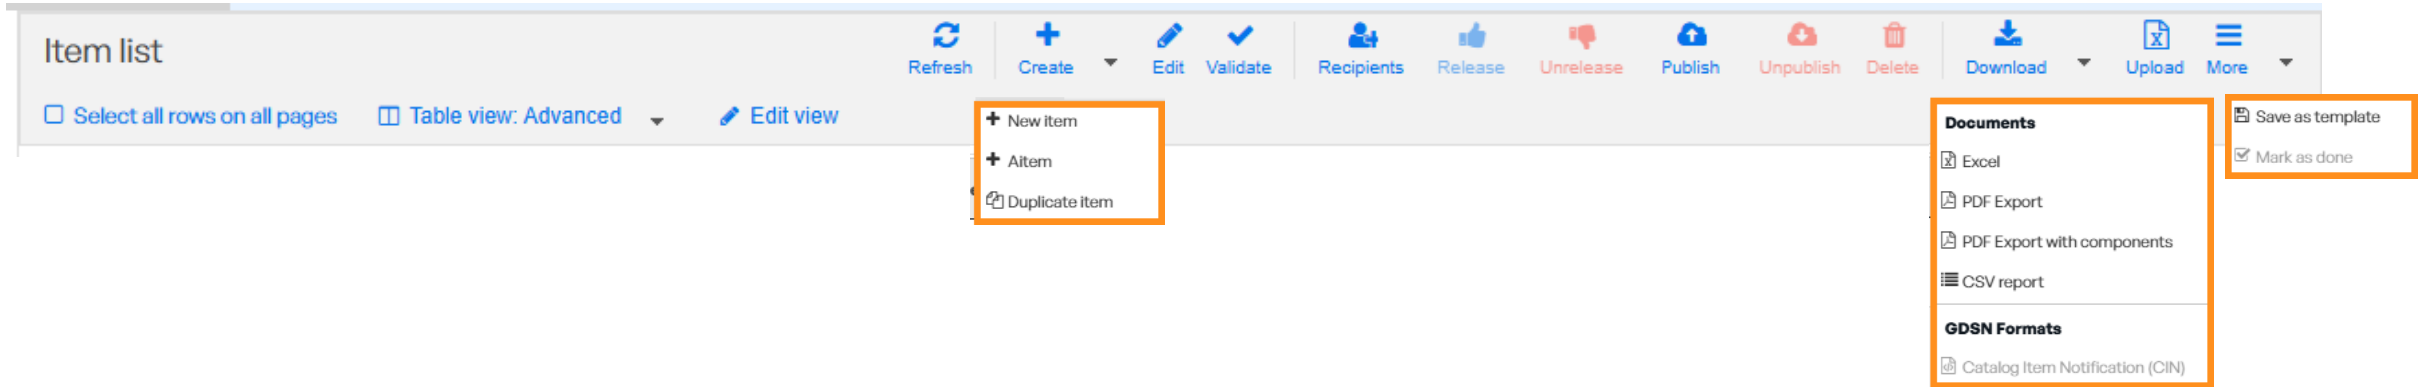 Item list
Refresh Create Edit Validate Recipients Release Unrelease Publish Unpublish Delete Download Upload More
Select all rows on all pages Table view: Advanced Edit view
New item
Aitem
Duplicate item
Documents
Excel
PDF Export
PDF Export with components
CSV report
GDSN Formats
Catalog Item Notification (CIN)
Save as template
Mark as done